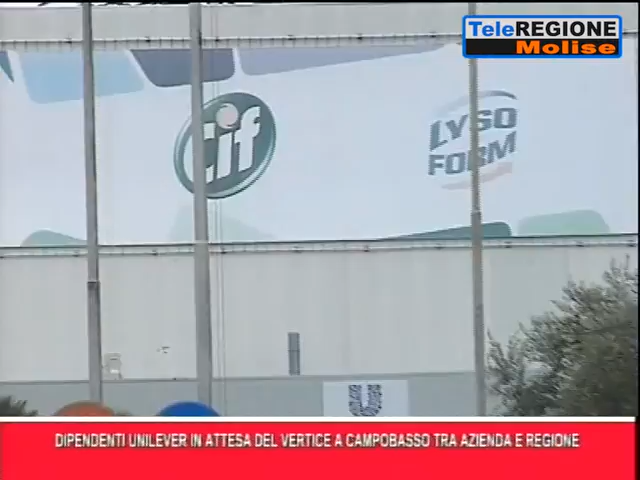 TeleREGIONE
Molise
cif
LYSO
FORM
DIPENDENTI UNILEVER IN ATTESA DEL VERTICE A CAMPOBASSO TRA AZIENDA E REGIONE